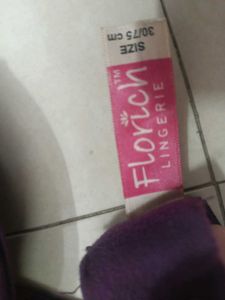 SIZE
30/75 cm
Florich™
LINGERIE